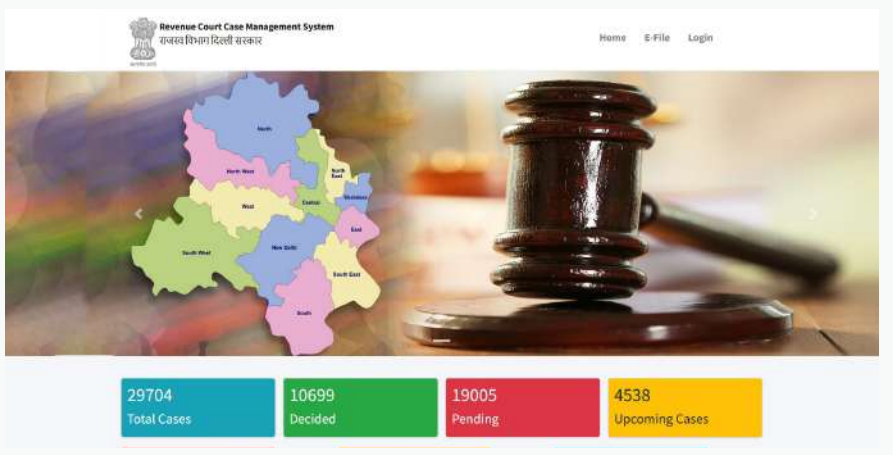 Revenue Court Case Management System
राजस्व विभाग दिल्ली सरकार
Home E-File Login
North
North West
North East
West
Central
Shahdara
East
South West
New Delhi
South East
South
29704
Total Cases
10699
Decided
19005
Pending
4538
Upcoming Cases